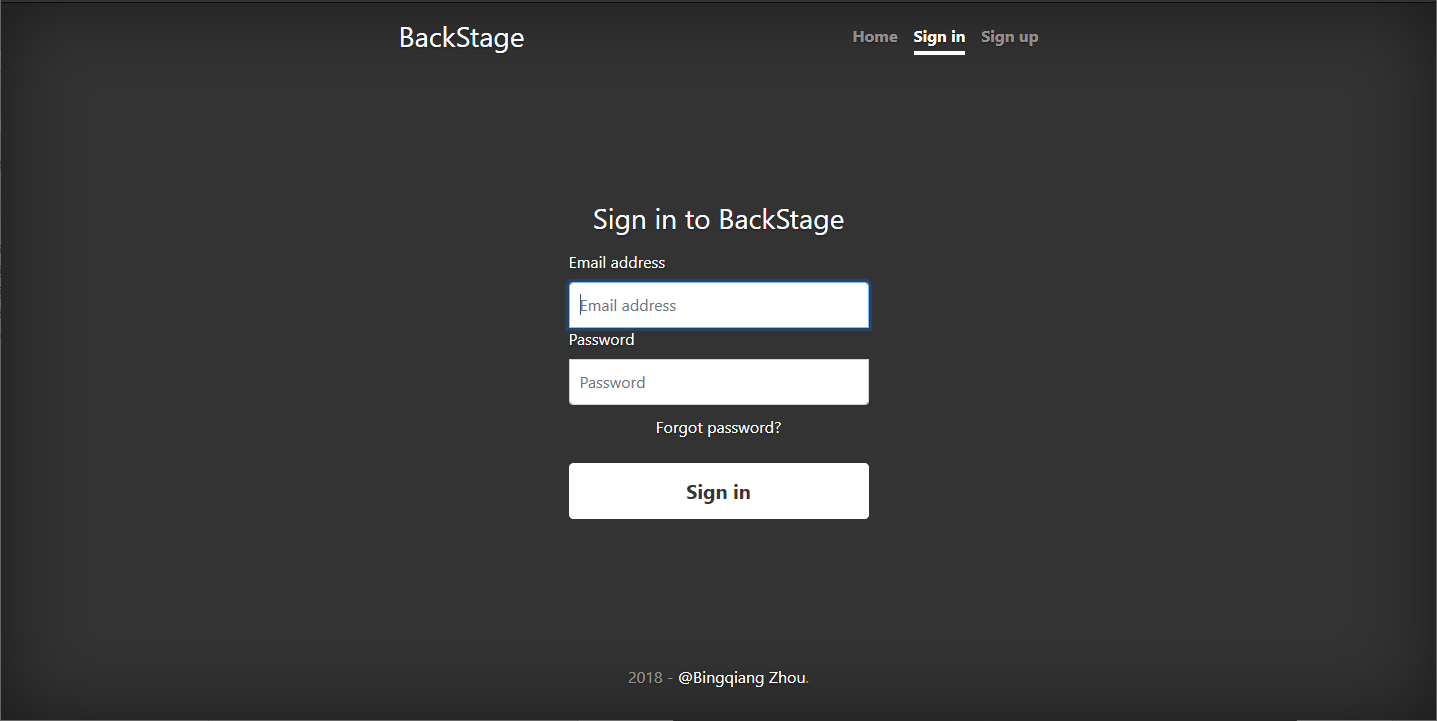 BackStage
Home Sign in Sign up
Sign in to BackStage
Email address
Email address
Password
Password
Forgot password?
Sign in
2018 - @Bingqiang Zhou.